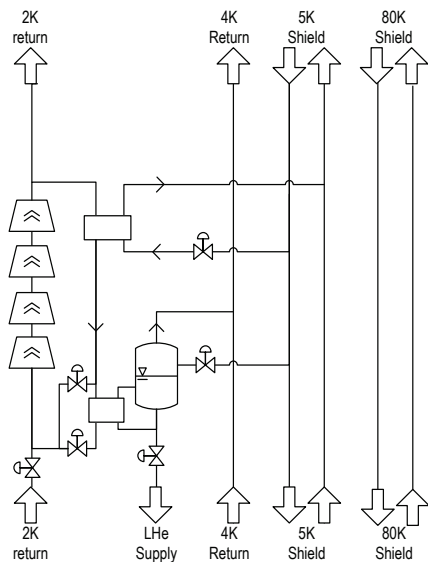 2K
return
4K
Return
5K
Shield
80K
Shield
2K
return
LHe
Supply
4K
Return
5K
Shield
80K
Shield